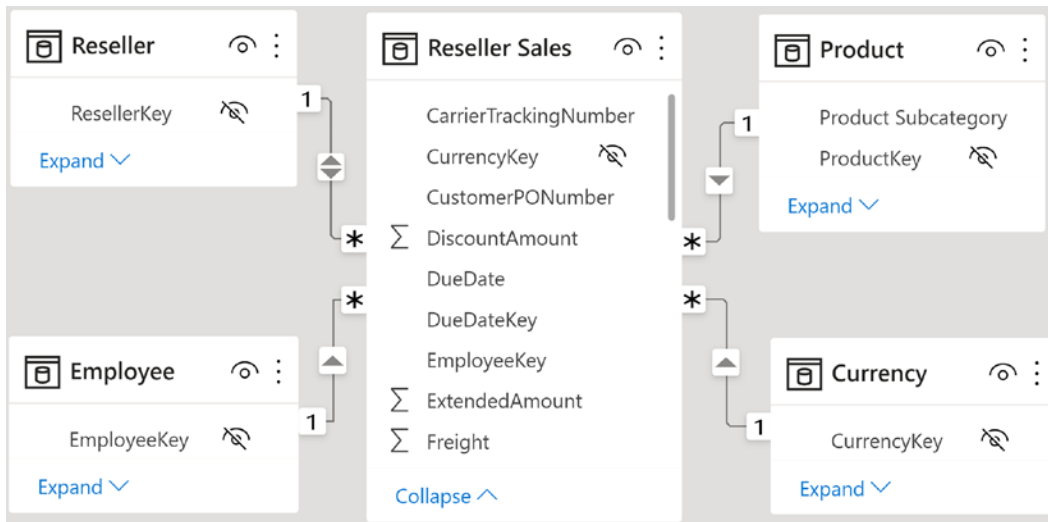 Reseller
ResellerKey
Expand
1
*
Employee
EmployeeKey
Expand
1
*
Reseller Sales
CarrierTrackingNumber
CurrencyKey
CustomerPONumber
∑ DiscountAmount
DueDate
DueDateKey
EmployeeKey
∑ ExtendedAmount
∑ Freight
Collapse
Product
Product Subcategory
ProductKey
Expand
1
*
Currency
CurrencyKey
Expand
1
*